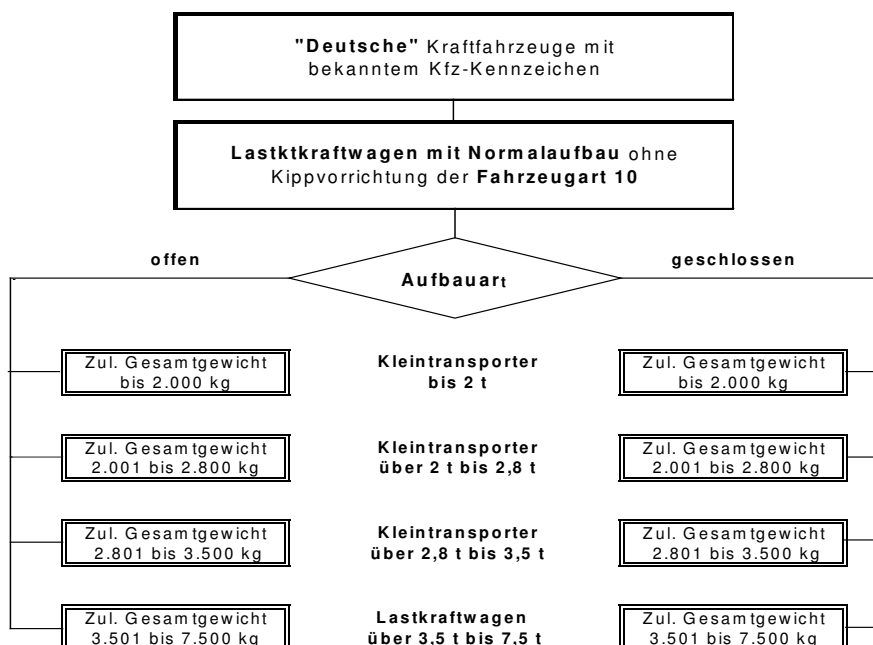 "Deutsche" Kraftfahrzeuge mit
bekanntem Kfz-Kennzeichen
Lastktkraftwagen mit Normalaufbau ohne
Kippvorrichtung der Fahrzeugart 10
offen
geschlossen
Aufbauart
Zul. Gesamtgewicht
bis 2.000 kg
Kleintransporter
bis 2 t
Zul. Gesamtgewicht
bis 2.000 kg
Zul. Gesamtgewicht
2.001 bis 2.800 kg
Kleintransporter
über 2 t bis 2,8 t
Zul. Gesamtgewicht
2.001 bis 2.800 kg
Zul. Gesamtgewicht
2.801 bis 3.500 kg
Kleintransporter
über 2,8 t bis 3,5 t
Zul. Gesamtgewicht
2.801 bis 3.500 kg
Zul. Gesamtgewicht
3.501 bis 7.500 kg
Lastkraftwagen
über 3,5 t bis 7,5 t
Zul. Gesamtgewicht
3.501 bis 7.500 kg